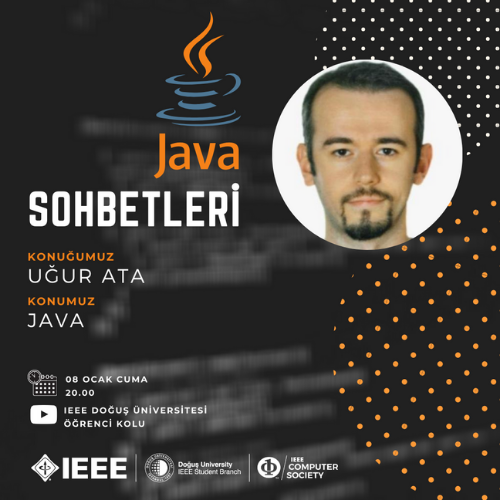 Java
SOHBETLERİ
KONUĞUMUZ
UĞUR ATA
KONUMUZ
JAVA
08 OCAK CUMA
20.00
IEEE DOĞUŞ ÜNİVERSİTESİ
ÖĞRENCİ KOLU
IEEE
Doğuş University
IEEE Student Branch
IEEE
COMPUTER
SOCIETY